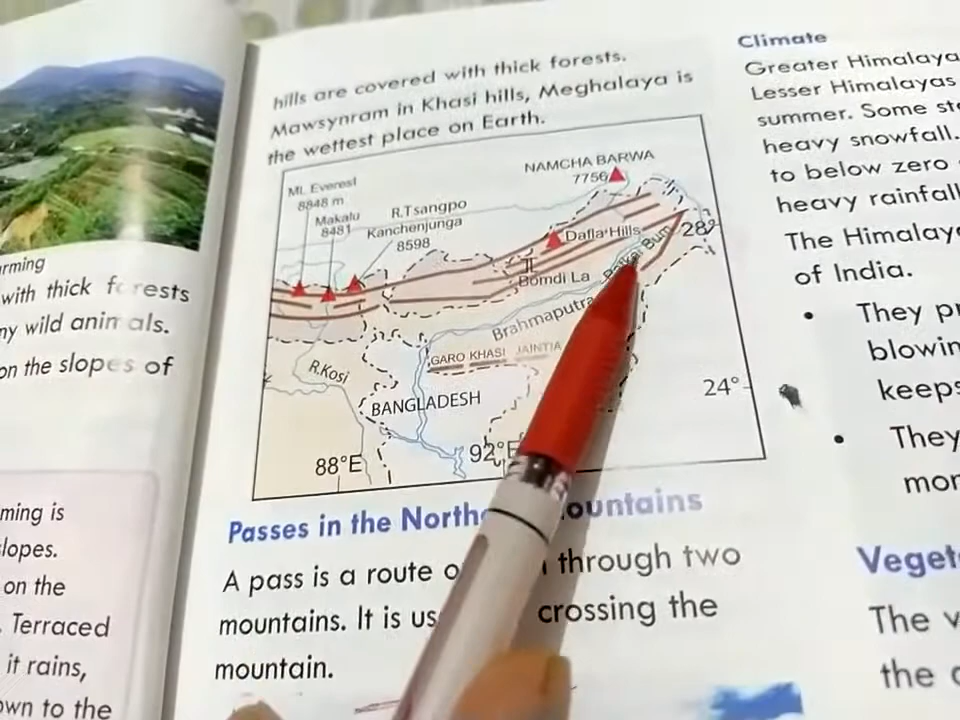 rming
with thick forests
ny wild animals.
on the slopes of
ming is
slopes.
on the
. Terraced
it rains,
own to the
hills are covered with thick forests.
Mawsynram in Khasi hills, Meghalaya is
the wettest place on Earth.
NAMCHA BARWA
7756
Mt. Everest
8848 m
Makalu
8481
R.Tsangpo
Kanchenjunga
8598
Dafla Hills
28°
Bomdi La
Bum
Brahmaputra
GARO KHASI JAINTIA
R.Kosi
BANGLADESH
24°
88°E
92°E
Passes in the North ountains
A pass is a route o through two
mountains. It is us crossing the
mountain.
Climate
Greater Himalaya
Lesser Himalayas
summer. Some st
heavy snowfall.
to below zero
heavy rainfall
The Himalay
of India.
• They pr
blowin
keeps
• They
mor
Veget
The v
the